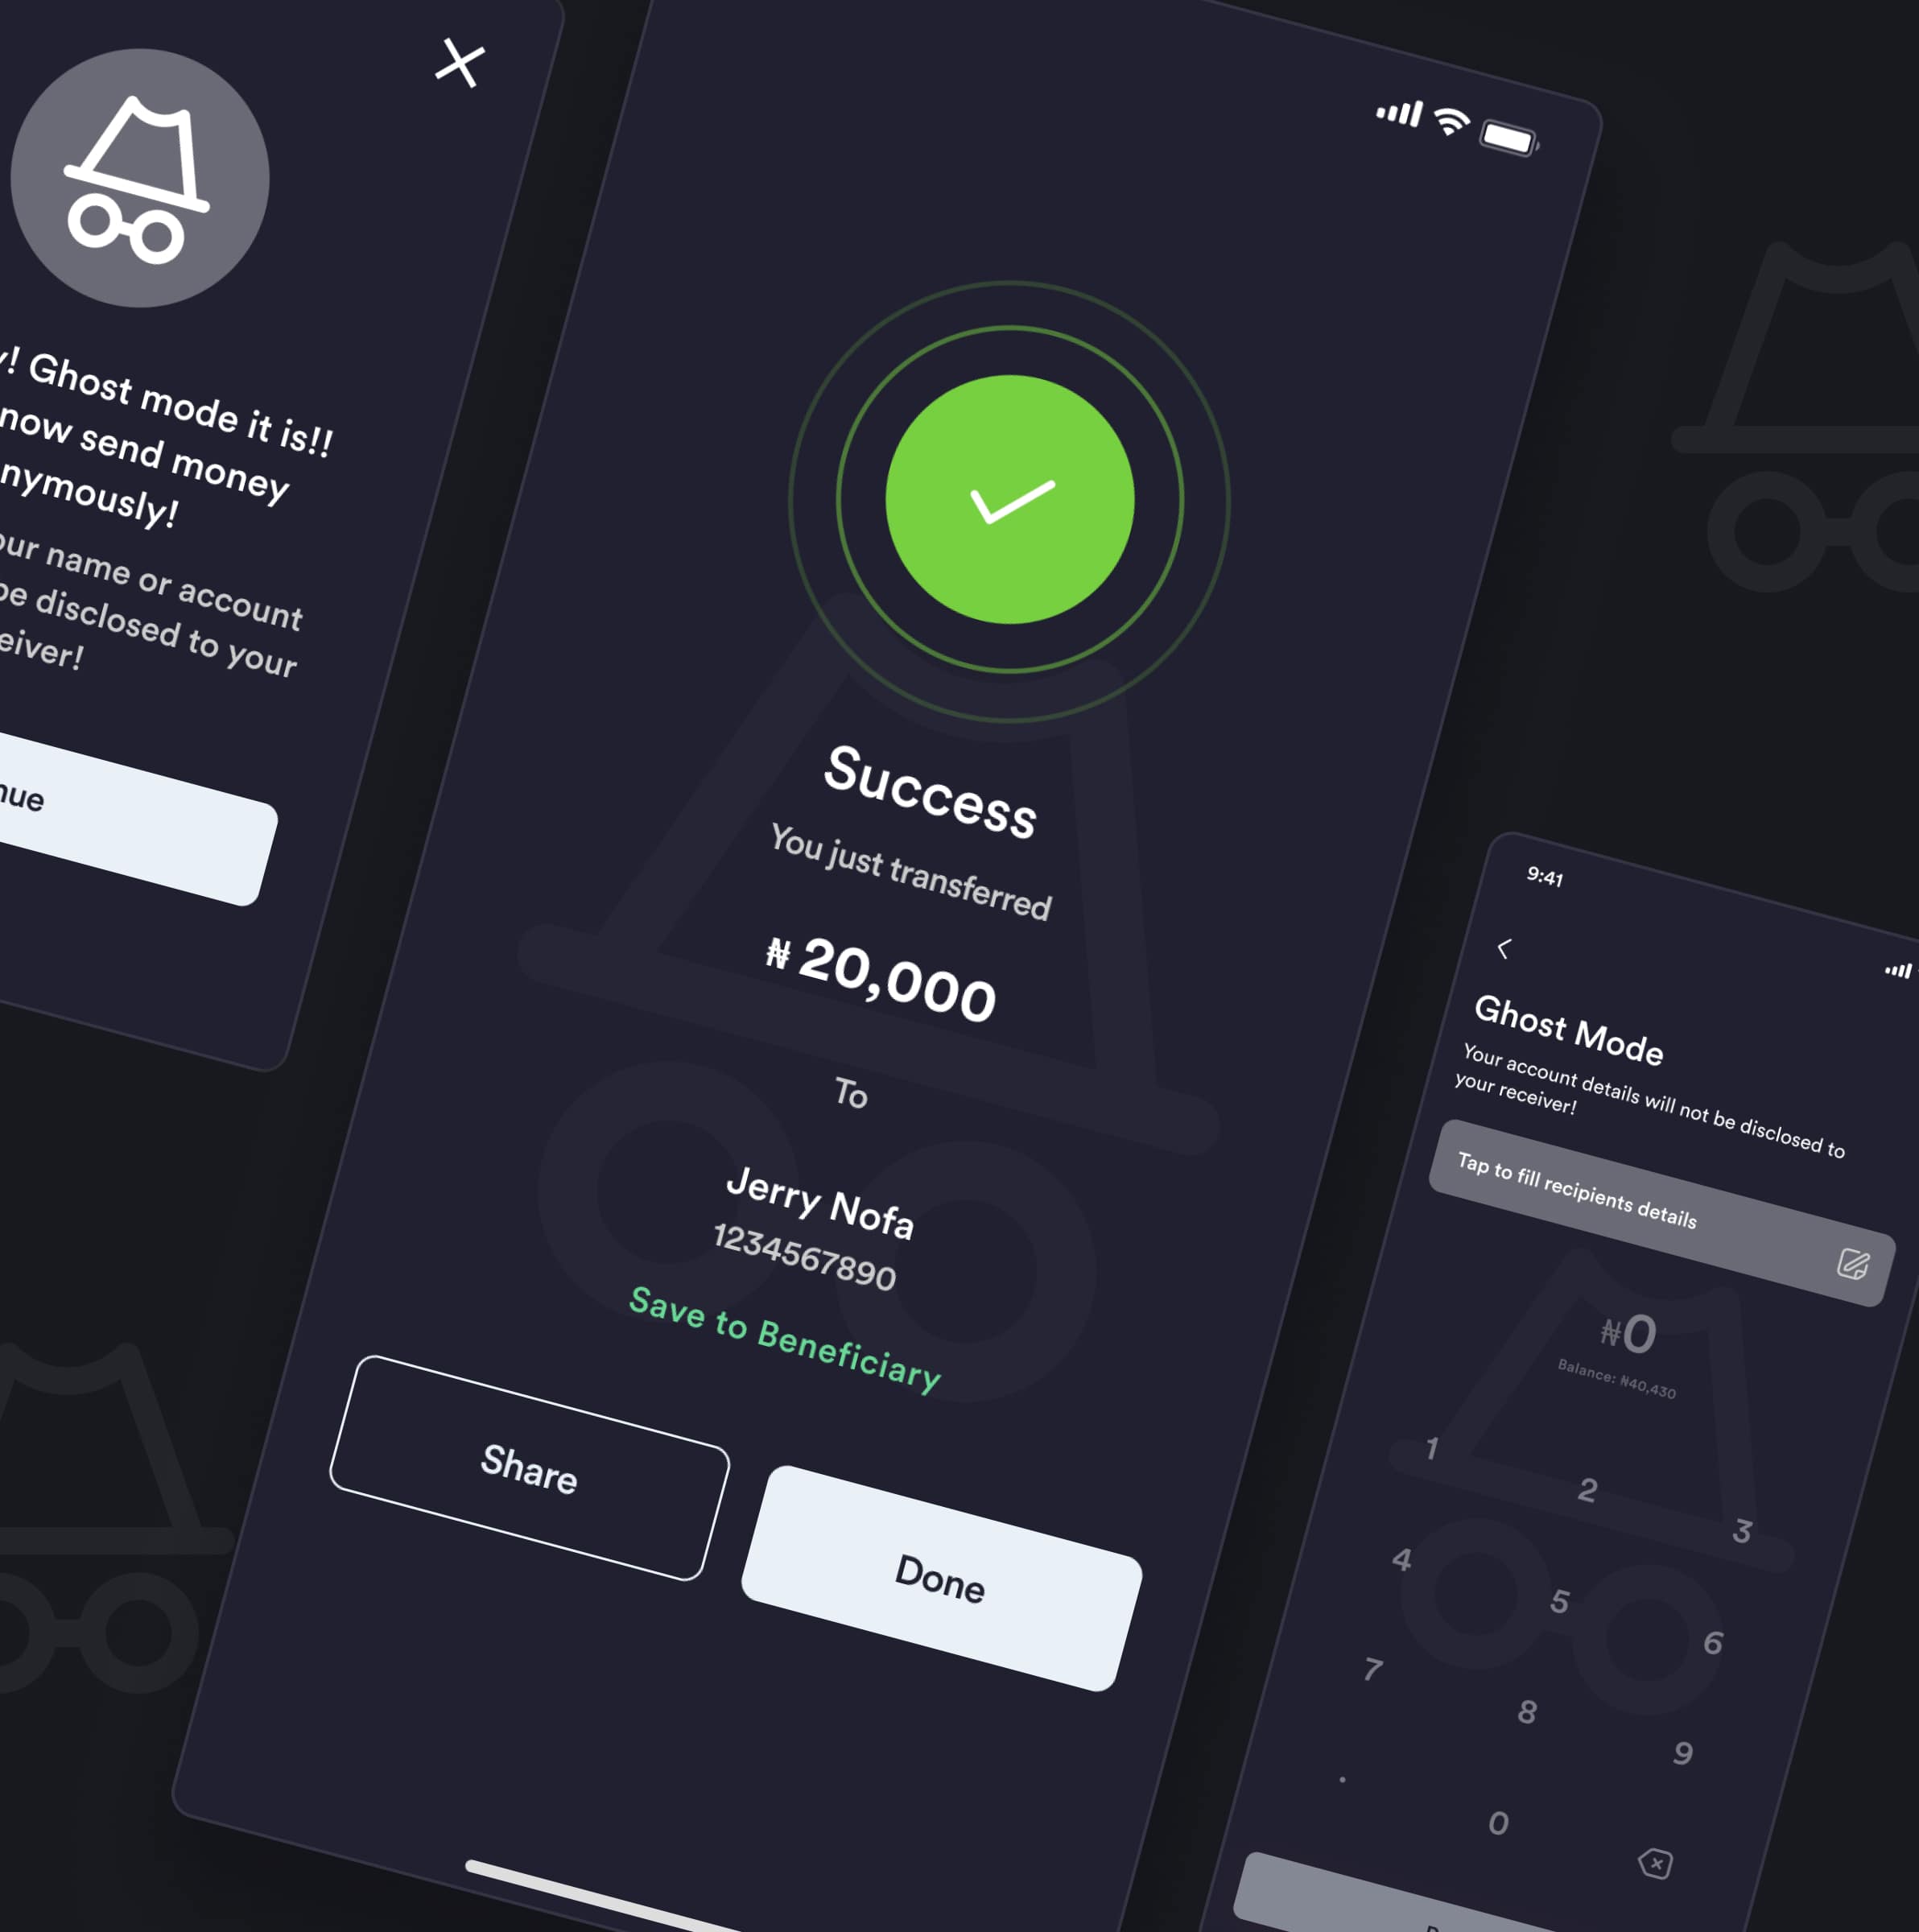 ! Ghost mode it is!!
now send money
nymously!
name or account
be disclosed to your
eiver!
nue
Success
You just transferred
₦ 20,000
To
Jerry Nofa
1234567890
Save to Beneficiary
Share
Done
9:41
Ghost Mode
Your account details will not be disclosed to
your receiver!
Tap to fill recipients details
₦0
Balance: ₦40,430
1
2
3
4
5
6
7
8
9
.
0